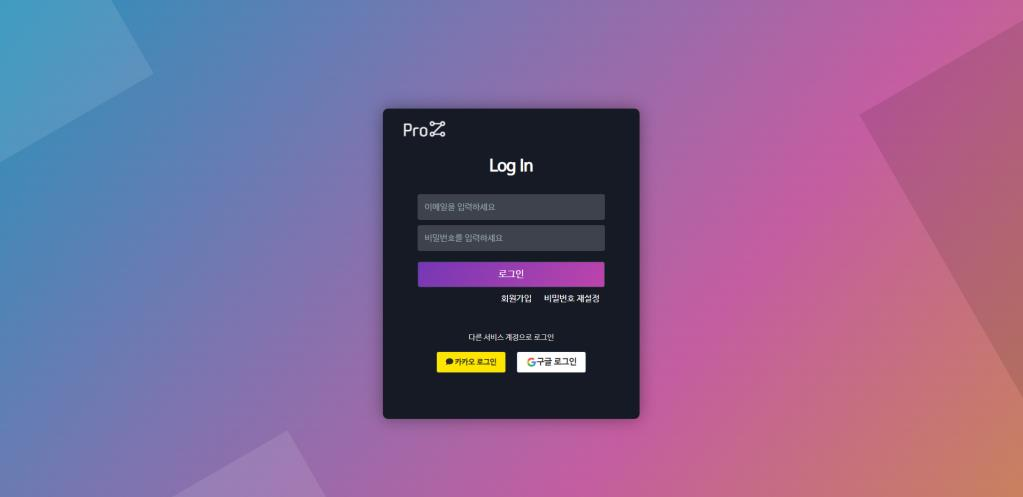 ProZ
Log In
이메일을 입력하세요
비밀번호를 입력하세요
로그인
회원가입 비밀번호 재설정
다른 서비스 계정으로 로그인
카카오 로그인 구글 로그인